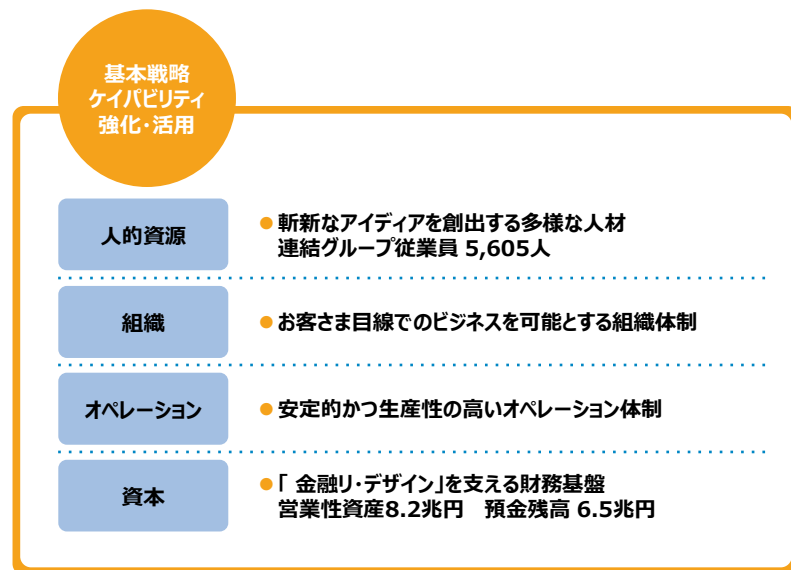 基本戦略
ケイパビリティ
強化・活用
人的資源
●斬新なアイディアを創出する多様な人材
連結グループ従業員 5,605人
組織
●お客さま目線でのビジネスを可能とする組織体制
オペレーション
●安定的かつ生産性の高いオペレーション体制
資本
●「 金融リ・デザイン」を支える財務基盤
営業性資産8.2兆円　預金残高 6.5兆円